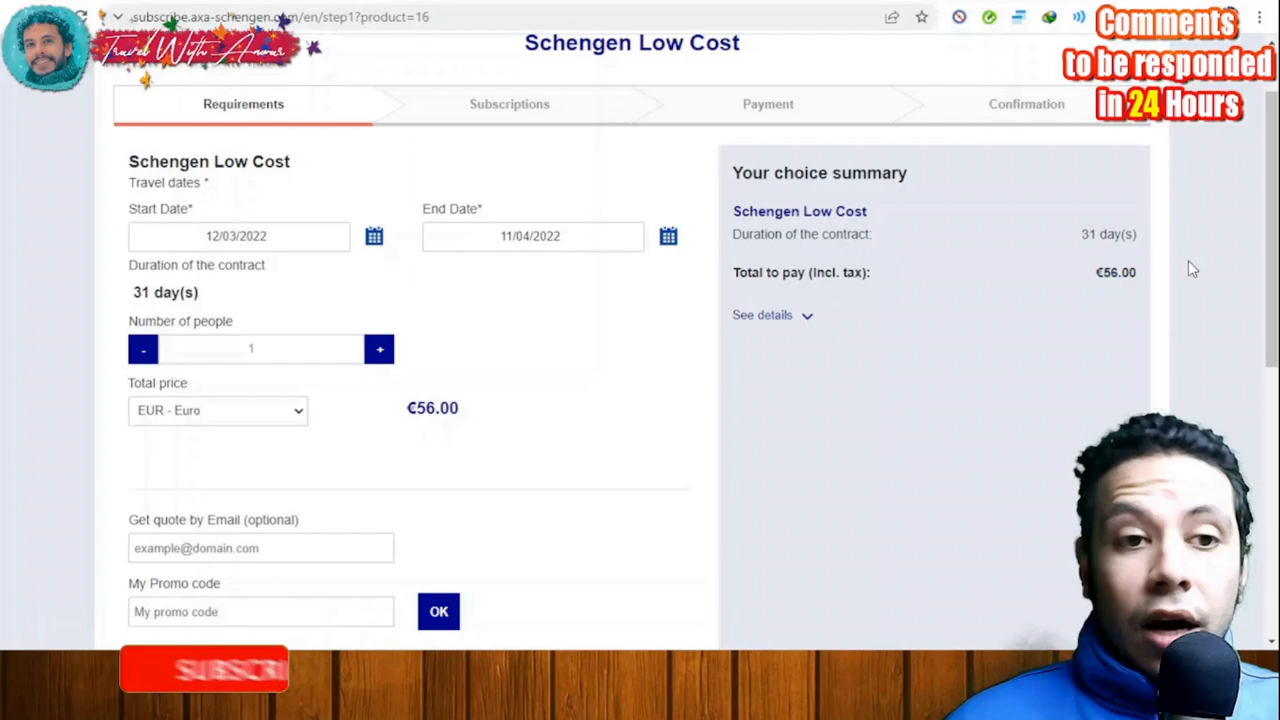 subscribe.axa-schengen.com/en/step1?product=16
Travel With Anouar
Comments
to be responded
in 24 Hours
Schengen Low Cost
Requirements
Subscriptions
Payment
Confirmation
Schengen Low Cost
Travel dates *
Start Date*
End Date*
12/03/2022
11/04/2022
Duration of the contract
31 day(s)
Number of people
-
1
+
Total price
EUR - Euro
€56.00
Get quote by Email (optional)
example@domain.com
My Promo code
My promo code
OK
Your choice summary
Schengen Low Cost
Duration of the contract:
31 day(s)
Total to pay (Incl. tax):
€56.00
See details
SUBSCRI